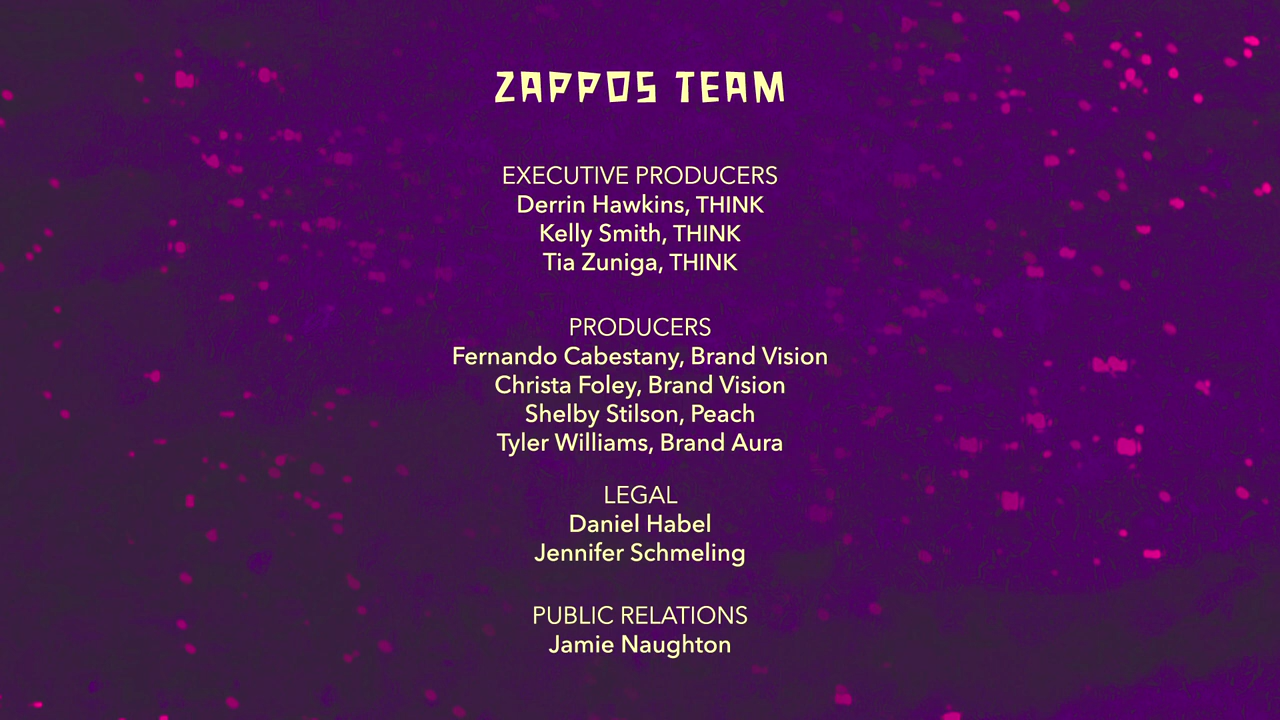 ZAPPOS TEAM
EXECUTIVE PRODUCERS
Derrin Hawkins, THINK
Kelly Smith, THINK
Tia Zuniga, THINK
PRODUCERS
Fernando Cabestany, Brand Vision
Christa Foley, Brand Vision
Shelby Stilson, Peach
Tyler Williams, Brand Aura
LEGAL
Daniel Habel
Jennifer Schmeling
PUBLIC RELATIONS
Jamie Naughton